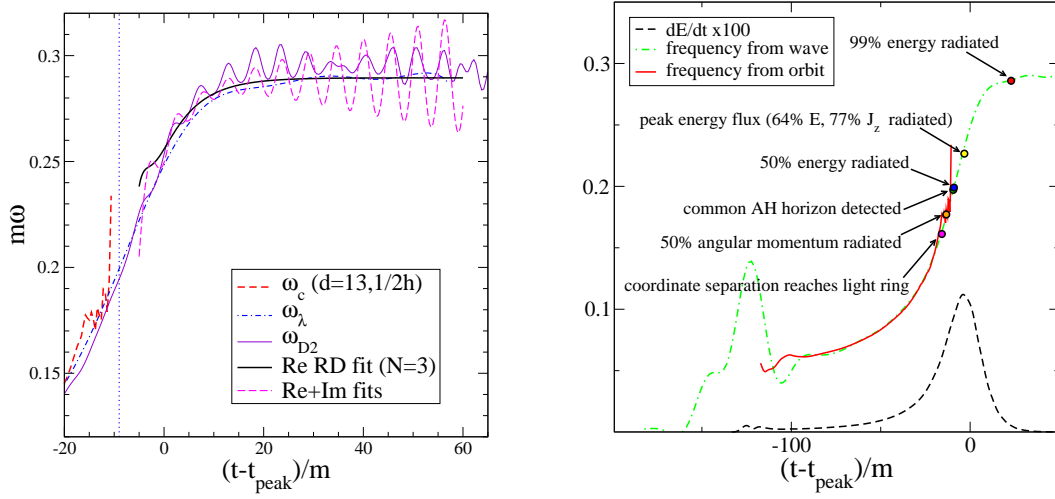 0.3
0.25
0.2
0.15
mω
-20
0
20
40
60
(t-t_peak)/m
ω_c (d=13,1/2h)
ω_λ
ω_D2
Re RD fit (N=3)
Re+Im fits
dE/dt x100
frequency from wave
frequency from orbit
99% energy radiated
peak energy flux (64% E, 77% J_z radiated)
50% energy radiated
common AH horizon detected
50% angular momentum radiated
coordinate separation reaches light ring
0.3
0.2
0.1
-100
0
(t-t_peak)/m